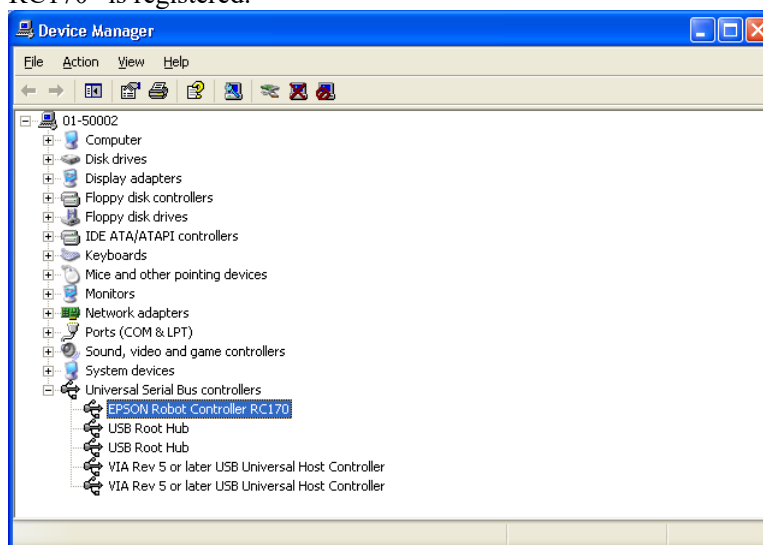 RC170" is registered.
Device Manager
File Action View Help
01-50002
Computer
Disk drives
Display adapters
Floppy disk controllers
Floppy disk drives
IDE ATA/ATAPI controllers
Keyboards
Mice and other pointing devices
Monitors
Network adapters
Ports (COM & LPT)
Sound, video and game controllers
System devices
Universal Serial Bus controllers
EPSON Robot Controller RC170
USB Root Hub
USB Root Hub
VIA Rev 5 or later USB Universal Host Controller
VIA Rev 5 or later USB Universal Host Controller